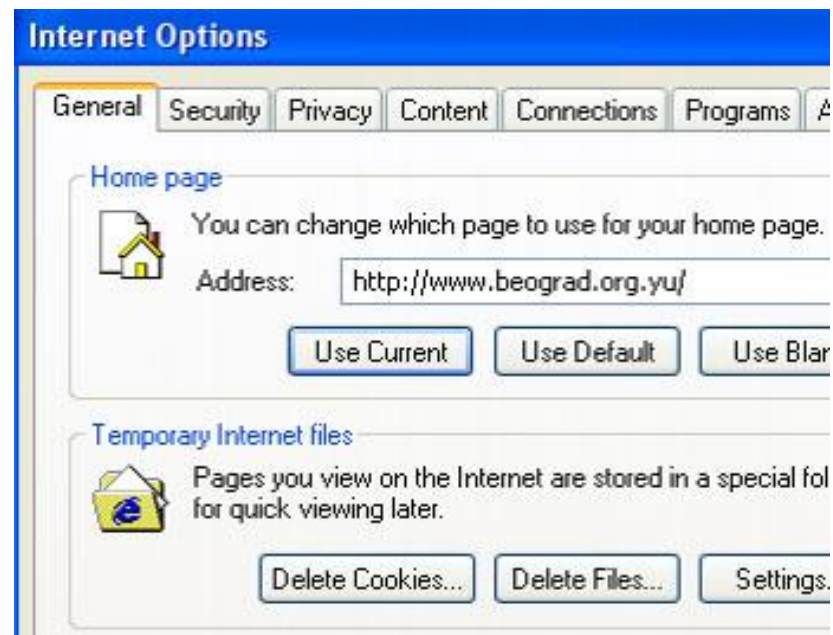 Internet Options
General Security Privacy Content Connections Programs A
Home page
You can change which page to use for your home page.
Address: http://www.beograd.org.yu/
Use Current Use Default Use Blan
Temporary Internet files
Pages you view on the Internet are stored in a special fol
for quick viewing later.
Delete Cookies... Delete Files... Settings.